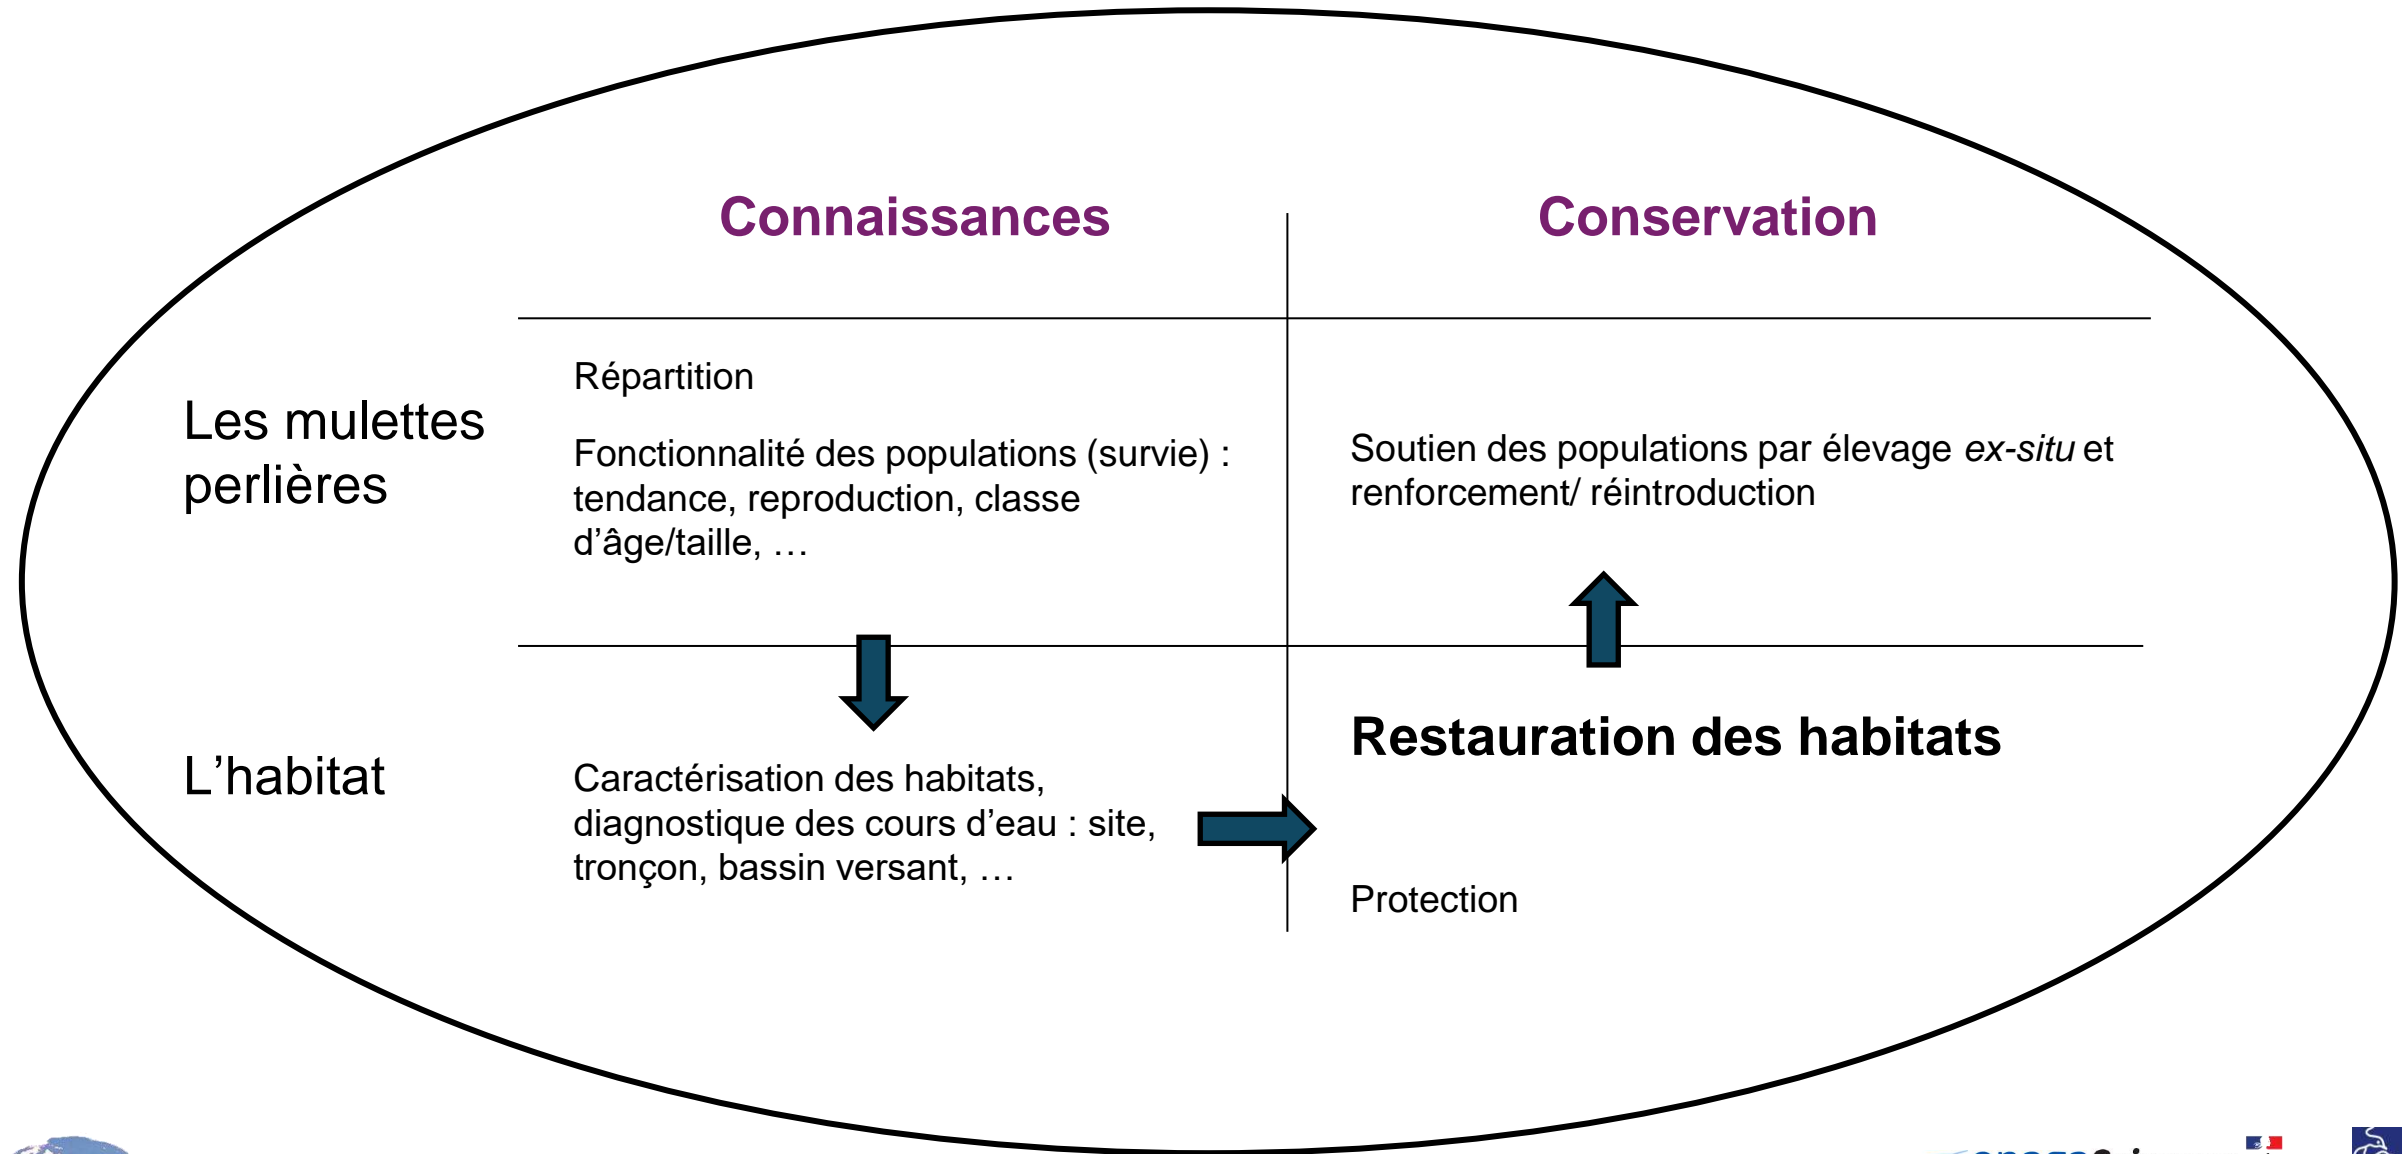 Connaissances
Conservation
Les mulettes
perlières
Répartition
Fonctionnalité des populations (survie) :
tendance, reproduction, classe
d’âge/taille, …
Soutien des populations par élevage ex-situ et
renforcement/ réintroduction
L’habitat
Caractérisation des habitats,
diagnostique des cours d’eau : site,
tronçon, bassin versant, …
Restauration des habitats
Protection